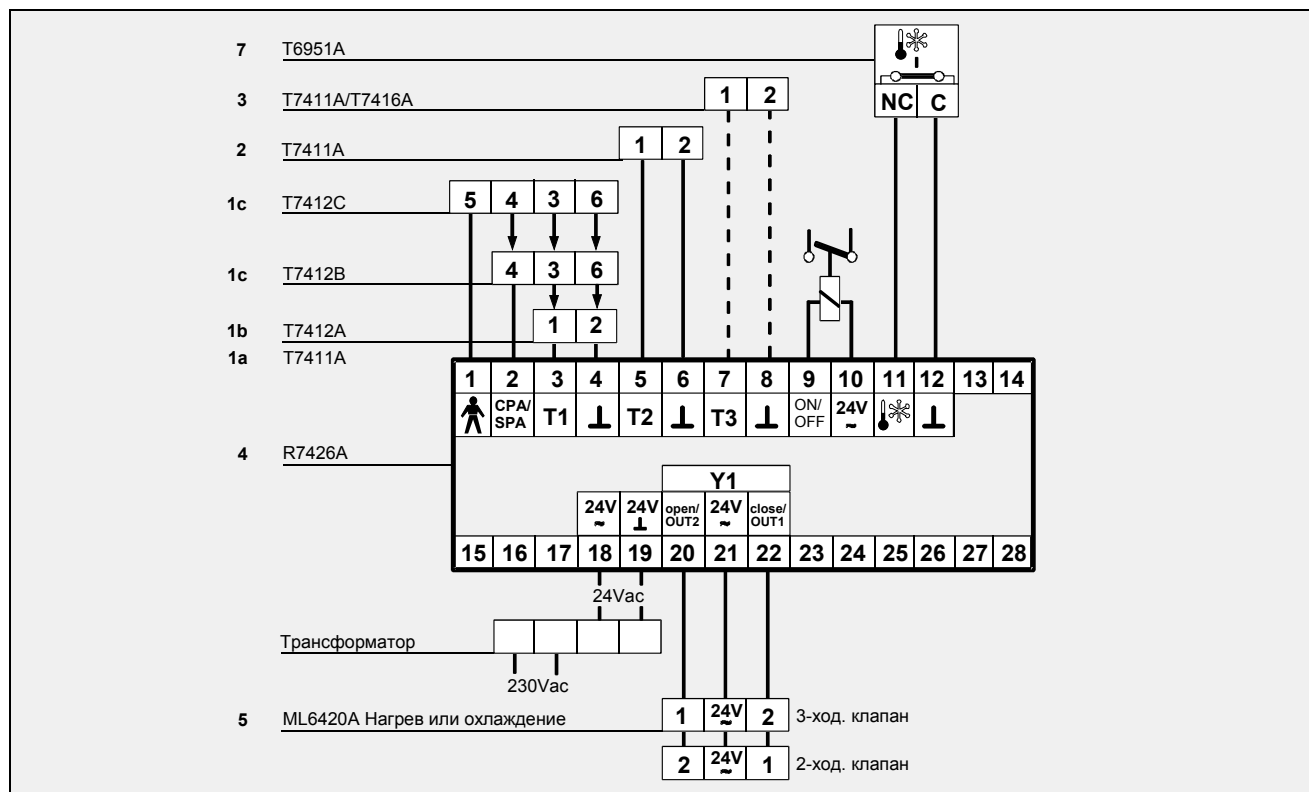 7 T6951A
3 T7411A/T7416A 1 2 NC C
2 T7411A 1 2
1c T7412C 5 4 3 6
1c T7412B 4 3 6
1b T7412A 1 2
1a T7411A
1 2 3 4 5 6 7 8 9 10 11 12 13 14
CPA/SPA T1 T2 T3 ON/OFF 24V ~
4 R7426A
Y1
24V ~ 24V open/OUT2 24V ~ close/OUT1
15 16 17 18 19 20 21 22 23 24 25 26 27 28
24Vac
Трансформатор
230Vac
5 ML6420A Нагрев или охлаждение 1 24V ~ 2 3-ход. клапан
2 24V ~ 1 2-ход. клапан